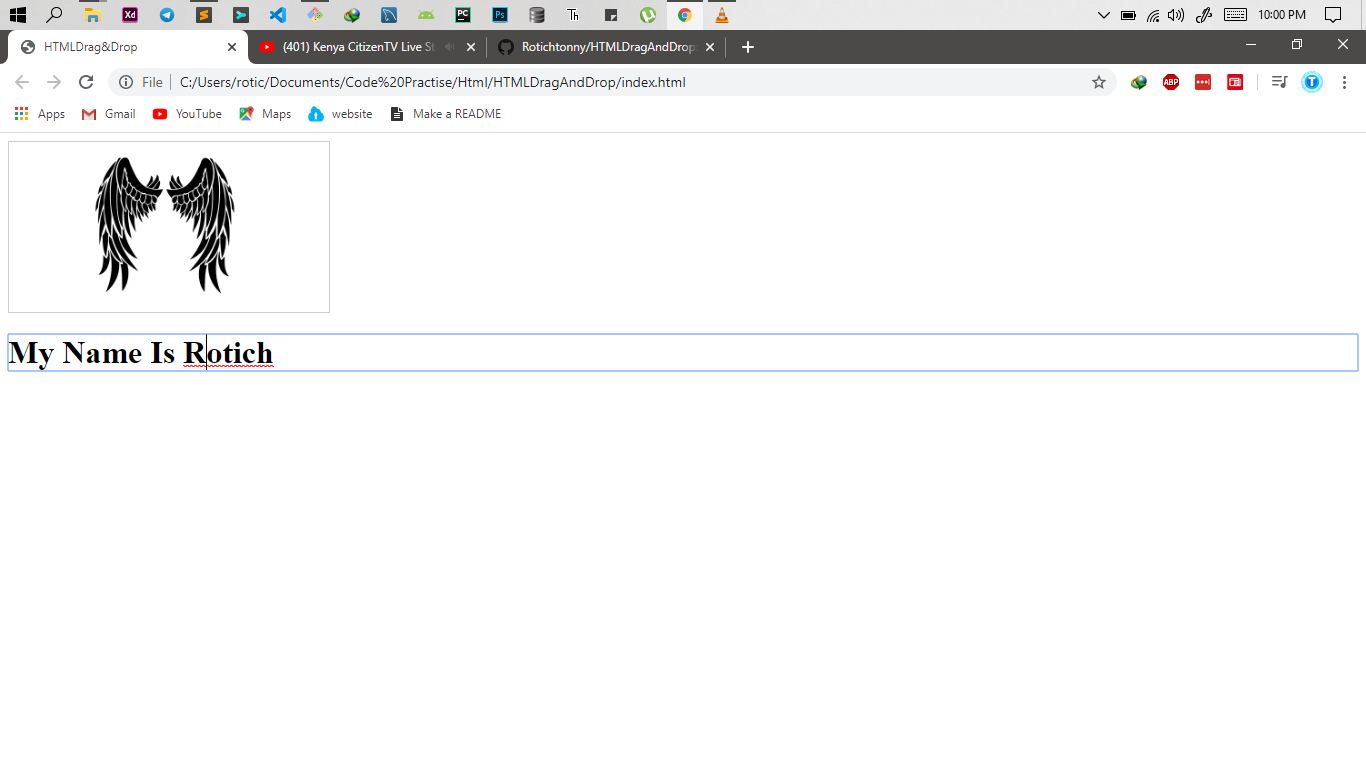 Xd
PC
Ps
Th
10:00 PM
HTMLDrag&Drop
(401) Kenya CitizenTV Live St
Rotichtonny/HTMLDragAndDrop
File
C:/Users/rotic/Documents/Code%20Practise/Html/HTMLDragAndDrop/index.html
ABP
T
Apps
Gmail
YouTube
Maps
website
Make a README
My Name Is Rotich